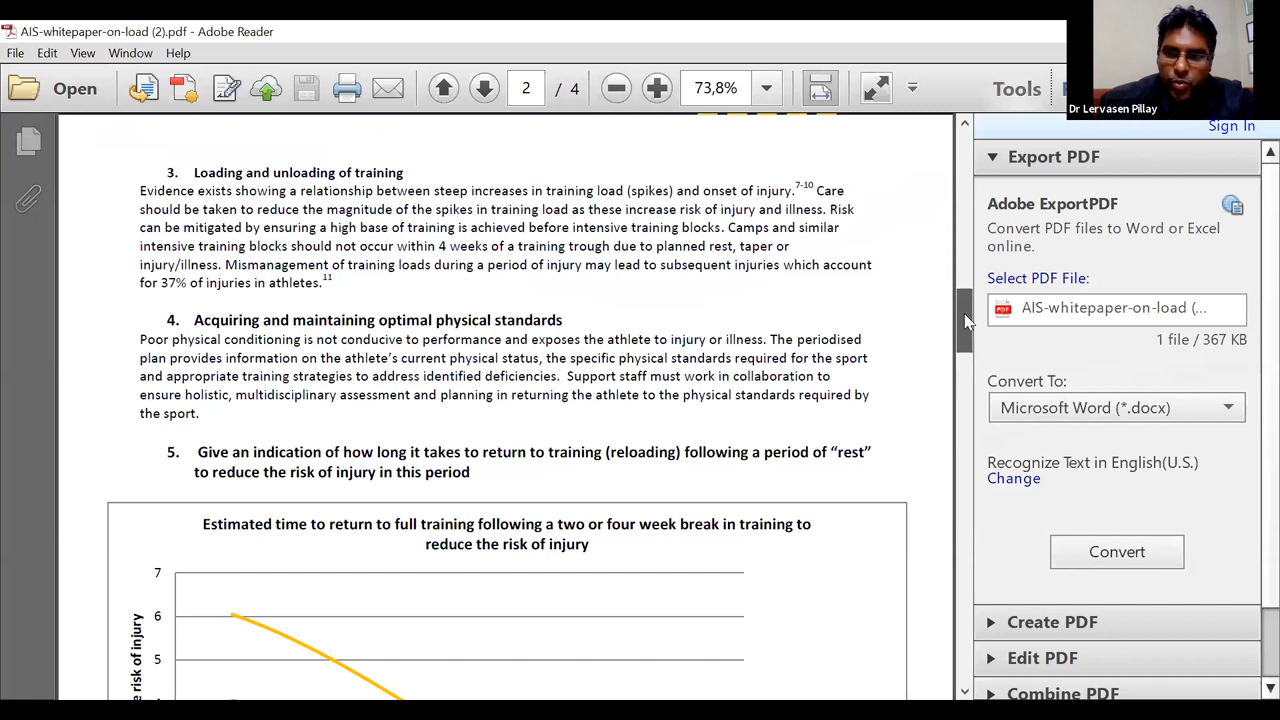 AIS-whitepaper-on-load (2).pdf - Adobe Reader
File Edit View Window Help
Open 2 / 4 73,8% Tools
Dr Lervasen Pillay
Sign In
3. Loading and unloading of training
Evidence exists showing a relationship between steep increases in training load (spikes) and onset of injury.7-10 Care
should be taken to reduce the magnitude of the spikes in training load as these increase risk of injury and illness. Risk
can be mitigated by ensuring a high base of training is achieved before intensive training blocks. Camps and similar
intensive training blocks should not occur within 4 weeks of a training trough due to planned rest, taper or
injury/illness. Mismanagement of training loads during a period of injury may lead to subsequent injuries which account
for 37% of injuries in athletes.11
4. Acquiring and maintaining optimal physical standards
Poor physical conditioning is not conducive to performance and exposes the athlete to injury or illness. The periodised
plan provides information on the athlete's current physical status, the specific physical standards required for the sport
and appropriate training strategies to address identified deficiencies. Support staff must work in collaboration to
ensure holistic, multidisciplinary assessment and planning in returning the athlete to the physical standards required by
the sport.
5. Give an indication of how long it takes to return to training (reloading) following a period of “rest”
to reduce the risk of injury in this period
Estimated time to return to full training following a two or four week break in training to
reduce the risk of injury
7
6
5
e risk of injury
Export PDF
Adobe ExportPDF
Convert PDF files to Word or Excel
online.
Select PDF File:
AIS-whitepaper-on-load (...
1 file / 367 KB
Convert To:
Microsoft Word (*.docx)
Recognize Text in English(U.S.)
Change
Convert
Create PDF
Edit PDF
Combine PDF